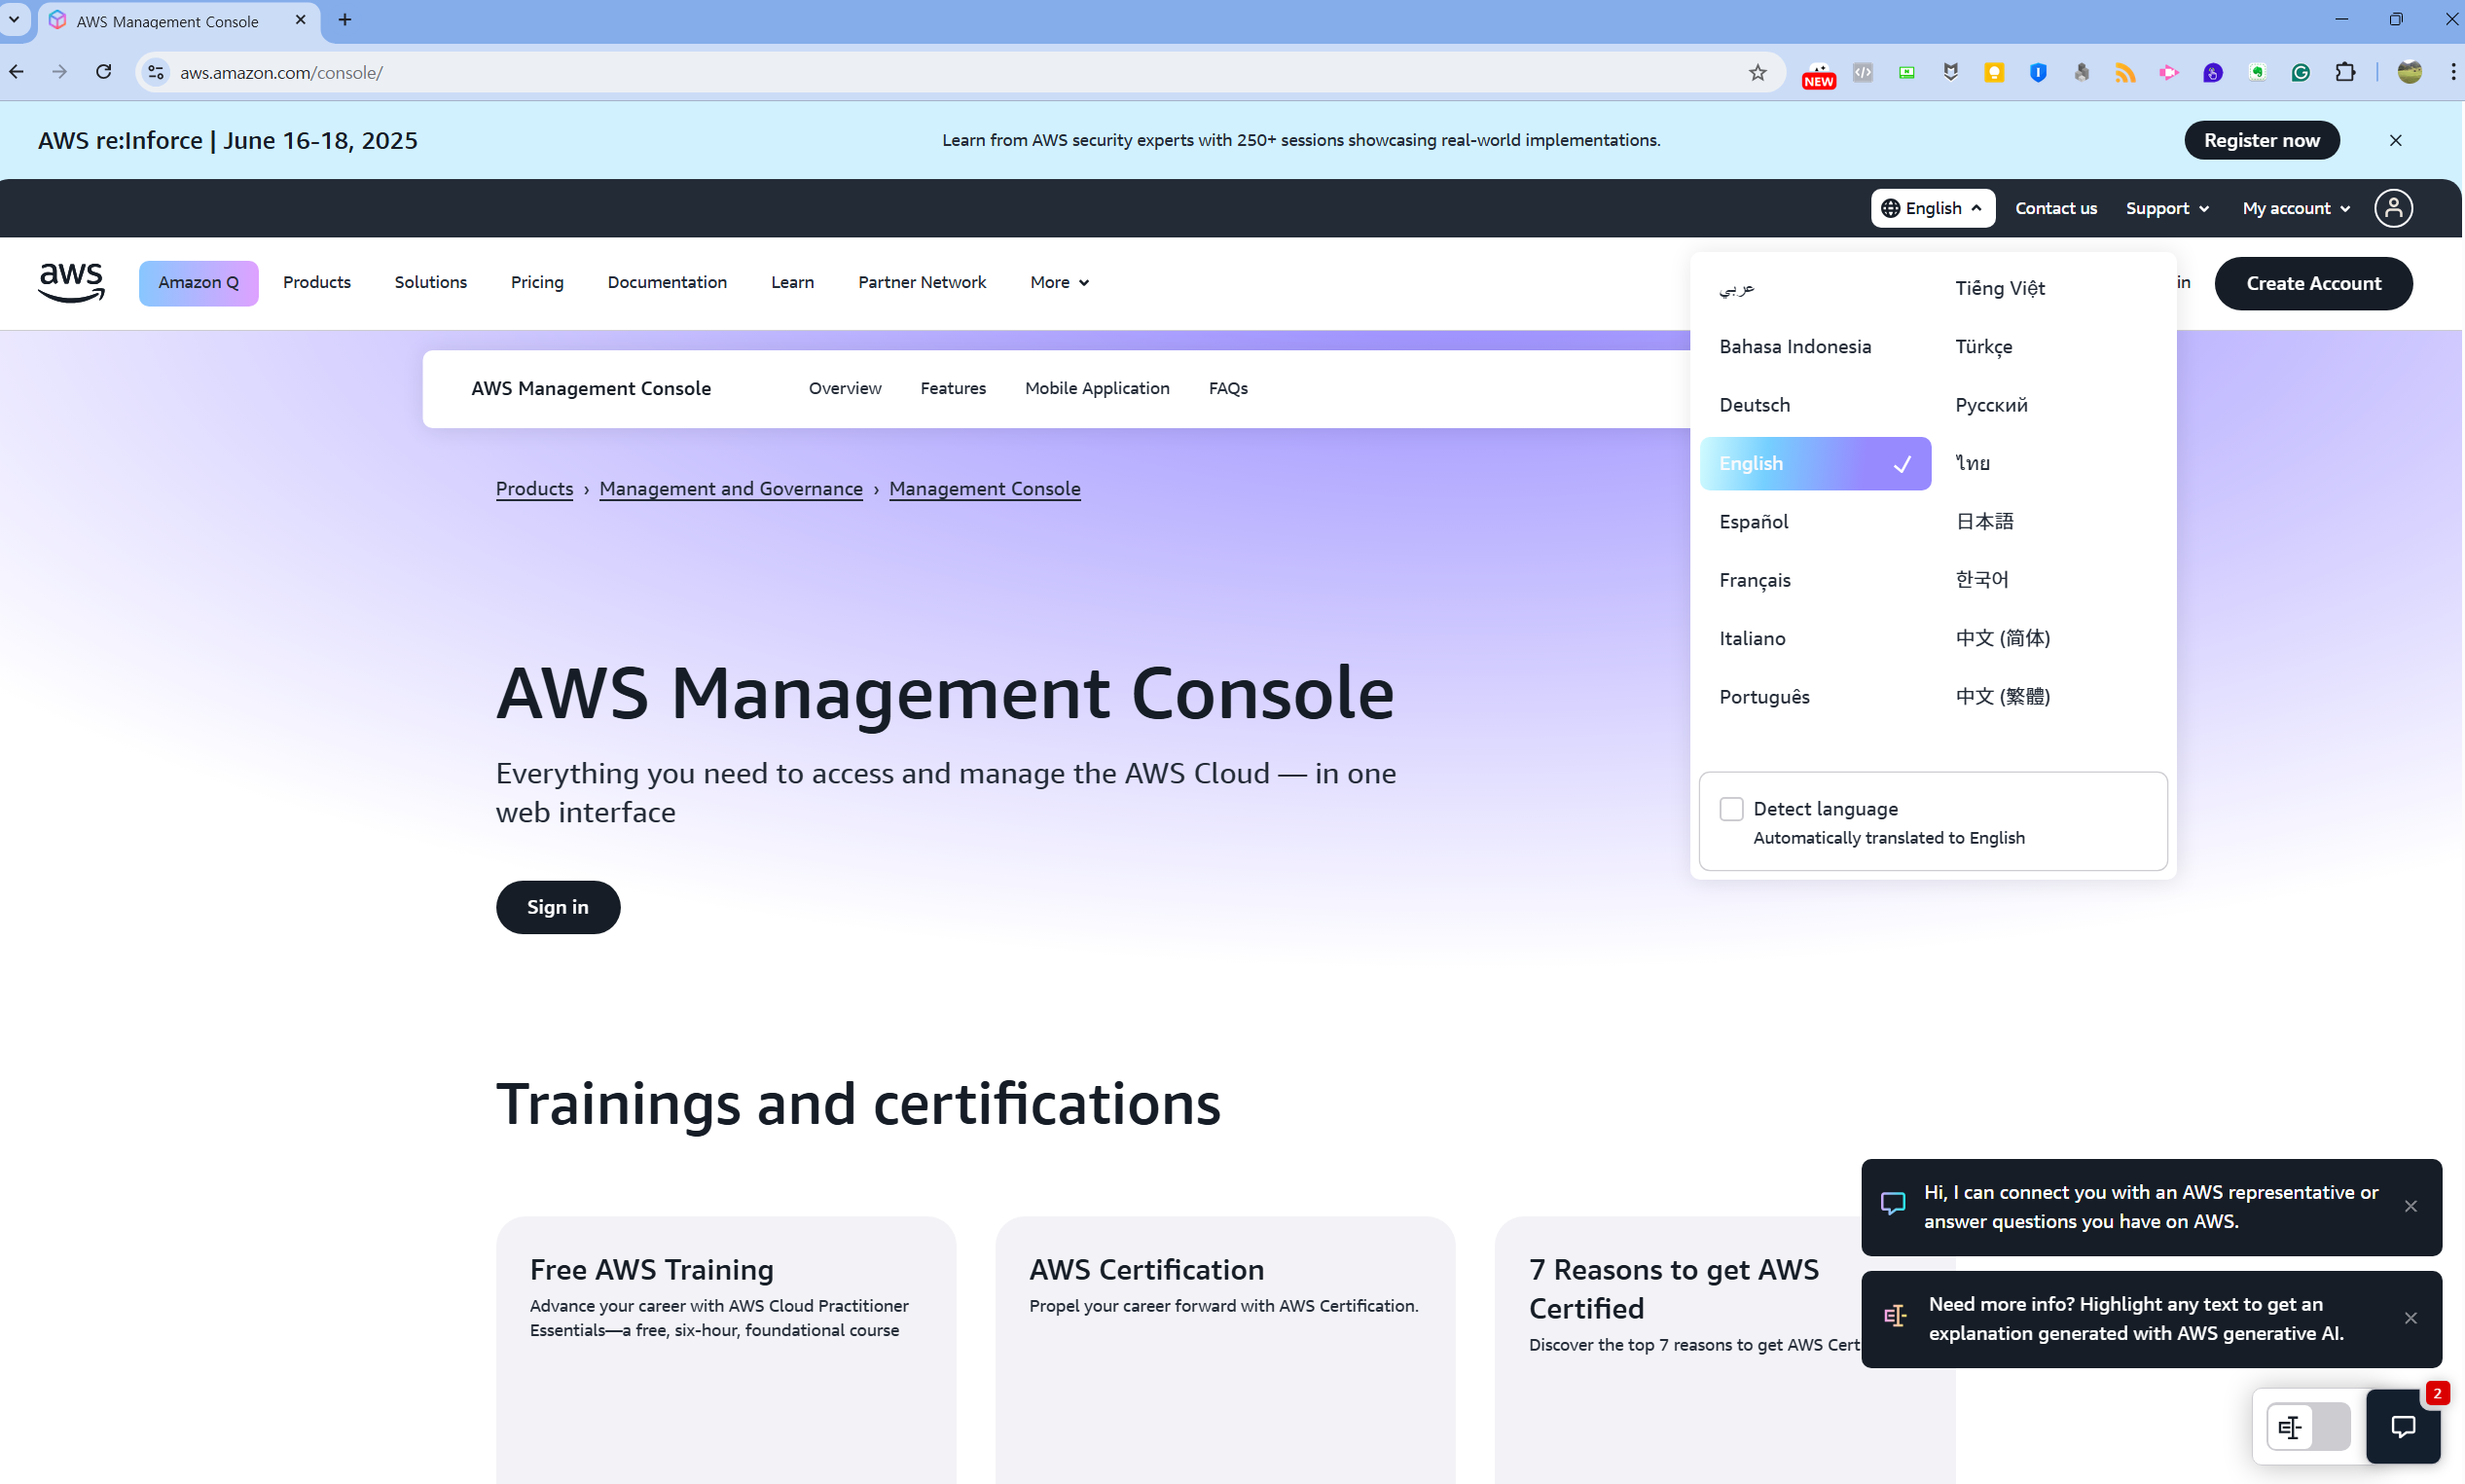 AWS Management Console
aws.amazon.com/console/
NEW
AWS re:Inforce | June 16-18, 2025
Learn from AWS security experts with 250+ sessions showcasing real-world implementations.
Register now
English
Contact us
Support
My account
aws
Amazon Q
Products
Solutions
Pricing
Documentation
Learn
Partner Network
More
in
Create Account
AWS Management Console
Overview
Features
Mobile Application
FAQs
عربي
Bahasa Indonesia
Deutsch
English
Español
Français
Italiano
Português
Tiếng Việt
Türkçe
Русский
ไทย
日本語
한국어
中文 (简体)
中文 (繁體)
Detect language
Automatically translated to English
Products › Management and Governance › Management Console
AWS Management Console
Everything you need to access and manage the AWS Cloud — in one
web interface
Sign in
Trainings and certifications
Free AWS Training
Advance your career with AWS Cloud Practitioner
Essentials—a free, six-hour, foundational course
AWS Certification
Propel your career forward with AWS Certification.
7 Reasons to get AWS
Certified
Discover the top 7 reasons to get AWS Cert
Hi, I can connect you with an AWS representative or
answer questions you have on AWS.
Need more info? Highlight any text to get an
explanation generated with AWS generative AI.
2